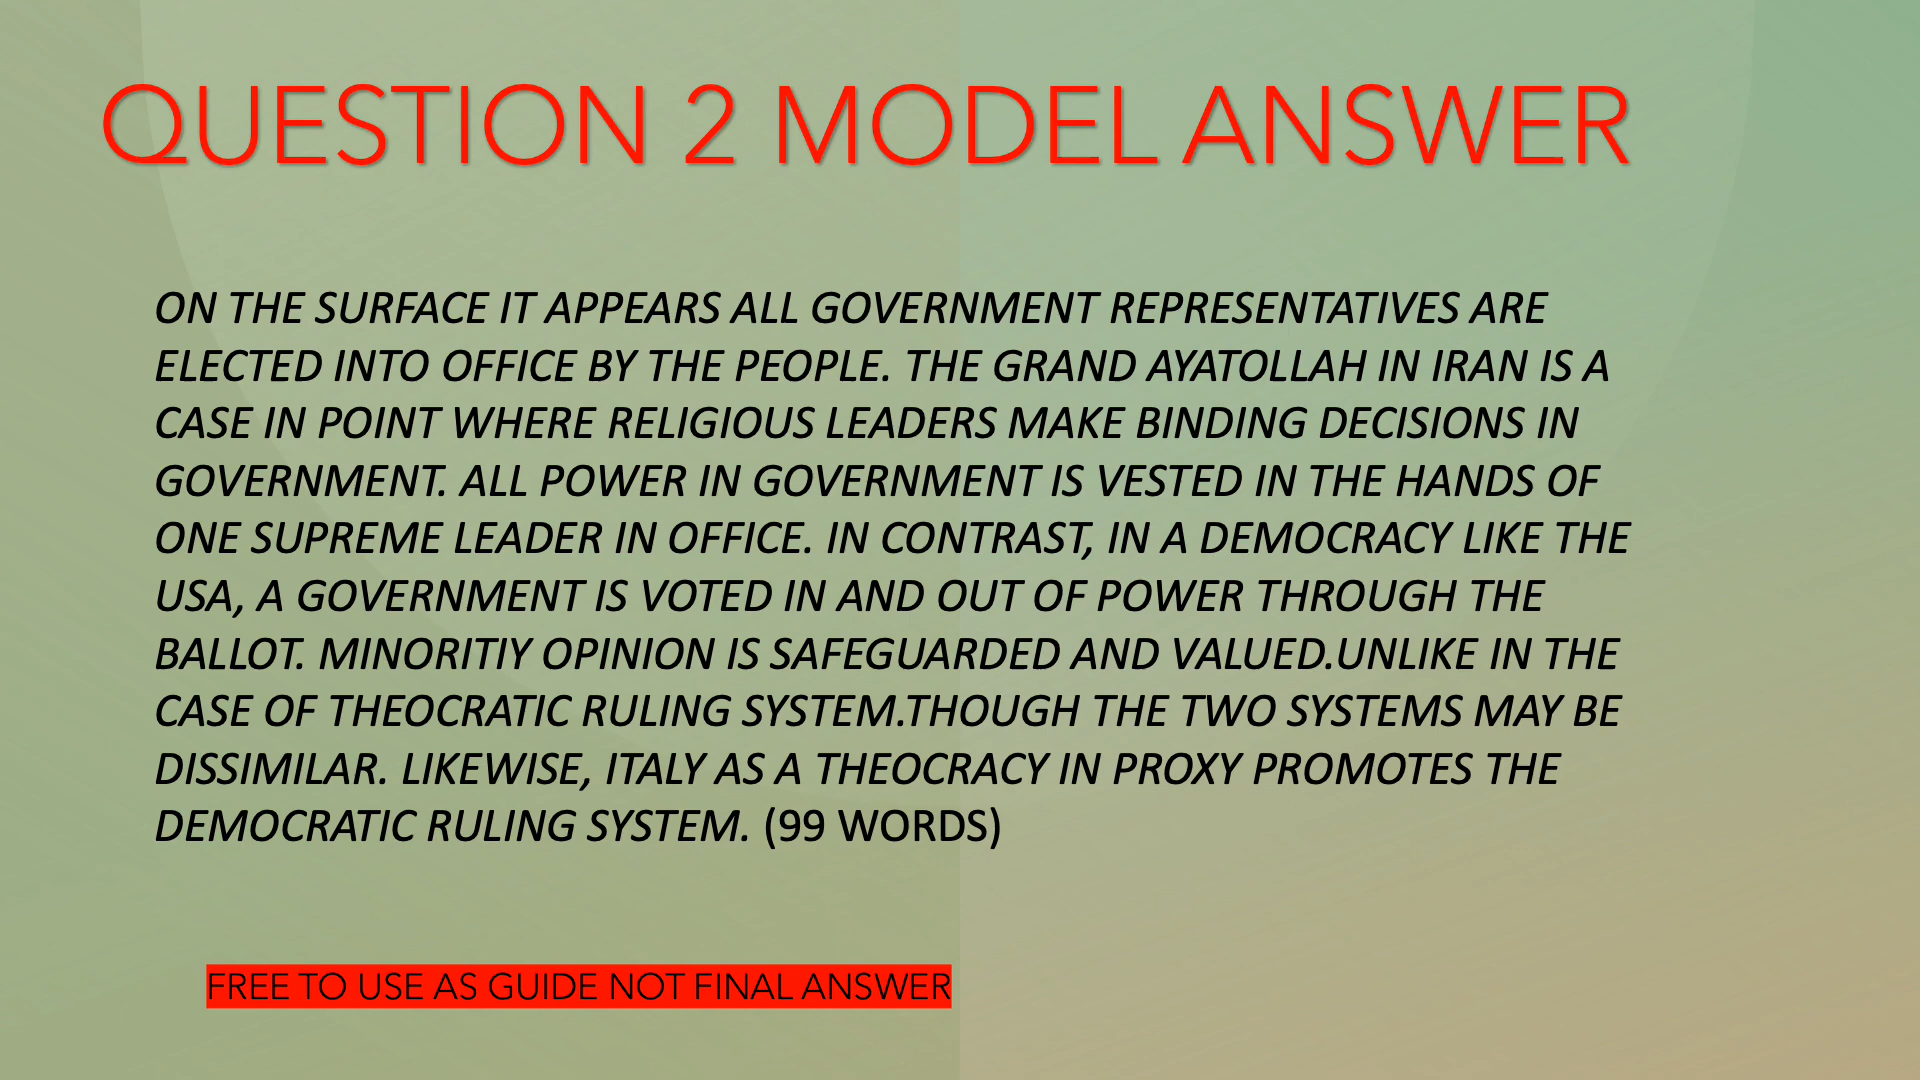 QUESTION 2 MODEL ANSWER
ON THE SURFACE IT APPEARS ALL GOVERNMENT REPRESENTATIVES ARE
ELECTED INTO OFFICE BY THE PEOPLE. THE GRAND AYATOLLAH IN IRAN IS A
CASE IN POINT WHERE RELIGIOUS LEADERS MAKE BINDING DECISIONS IN
GOVERNMENT. ALL POWER IN GOVERNMENT IS VESTED IN THE HANDS OF
ONE SUPREME LEADER IN OFFICE. IN CONTRAST, IN A DEMOCRACY LIKE THE
USA, A GOVERNMENT IS VOTED IN AND OUT OF POWER THROUGH THE
BALLOT. MINORITIY OPINION IS SAFEGUARDED AND VALUED.UNLIKE IN THE
CASE OF THEOCRATIC RULING SYSTEM.THOUGH THE TWO SYSTEMS MAY BE
DISSIMILAR. LIKEWISE, ITALY AS A THEOCRACY IN PROXY PROMOTES THE
DEMOCRATIC RULING SYSTEM. (99 WORDS)
FREE TO USE AS GUIDE NOT FINAL ANSWER